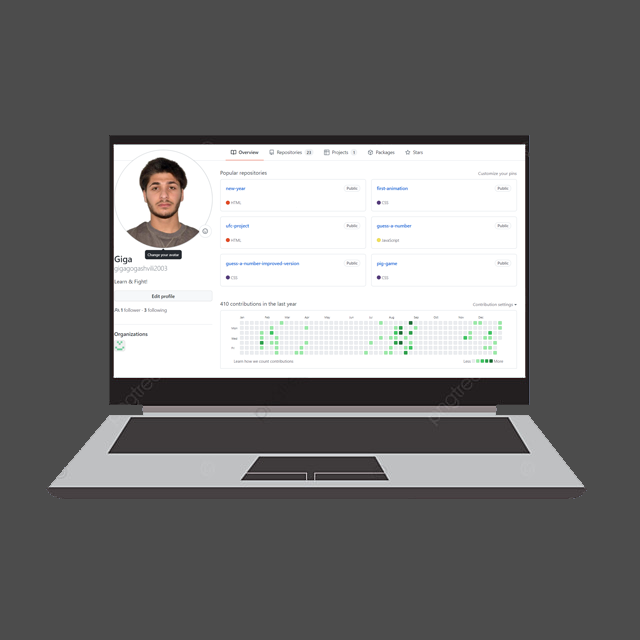 Overview Repositories 23 Projects 1 Packages Stars
Popular repositories
Customize your pins
new-year Public
HTML
first-animation Public
CSS
ufc-project Public
HTML
guess-a-number Public
JavaScript
guess-a-number-improved-version Public
CSS
pig-game Public
CSS
Change your avatar
Giga
gigagogashvili2003
Learn & Fight!
Edit profile
1 follower · 3 following
Organizations
410 contributions in the last year
Contribution settings
Jan Feb Mar Apr May Jun Jul Aug Sep Oct Nov Dec
Mon
Wed
Fri
Learn how we count contributions
Less More
pngtree